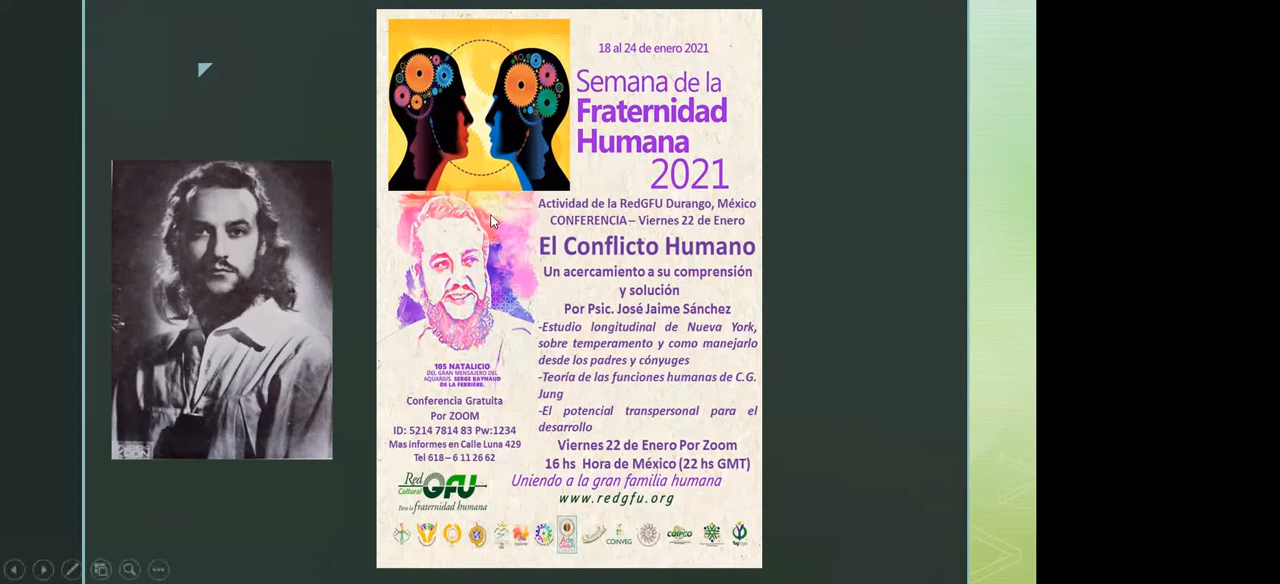 18 al 24 de enero 2021
Semana de la
Fraternidad
Humana
2021
Actividad de la RedGFU Durango, México
CONFERENCIA – Viernes 22 de Enero
El Conflicto Humano
Un acercamiento a su comprensión
y solución
Por Psic. José Jaime Sánchez
-Estudio longitudinal de Nueva York,
sobre temperamento y como manejarlo
desde los padres y cónyuges
-Teoría de las funciones humanas de C.G.
Jung
-El potencial transpersonal para el
desarrollo
Viernes 22 de Enero Por Zoom
16 hs Hora de México (22 hs GMT)
105 NATALICIO
DEL GRAN MENSAJERO DEL
AQUARIUS. SERGE RAYNAUD
DE LA FERRIÈRE.
Conferencia Gratuita
Por ZOOM
ID: 5214 7814 83 Pw:1234
Mas informes en Calle Luna 429
Tel 618 – 6 11 26 62
Red
Cultural GFU
Para la fraternidad humana
Uniendo a la gran familia humana
www.redgfu.org
COINVEG
COIPCO